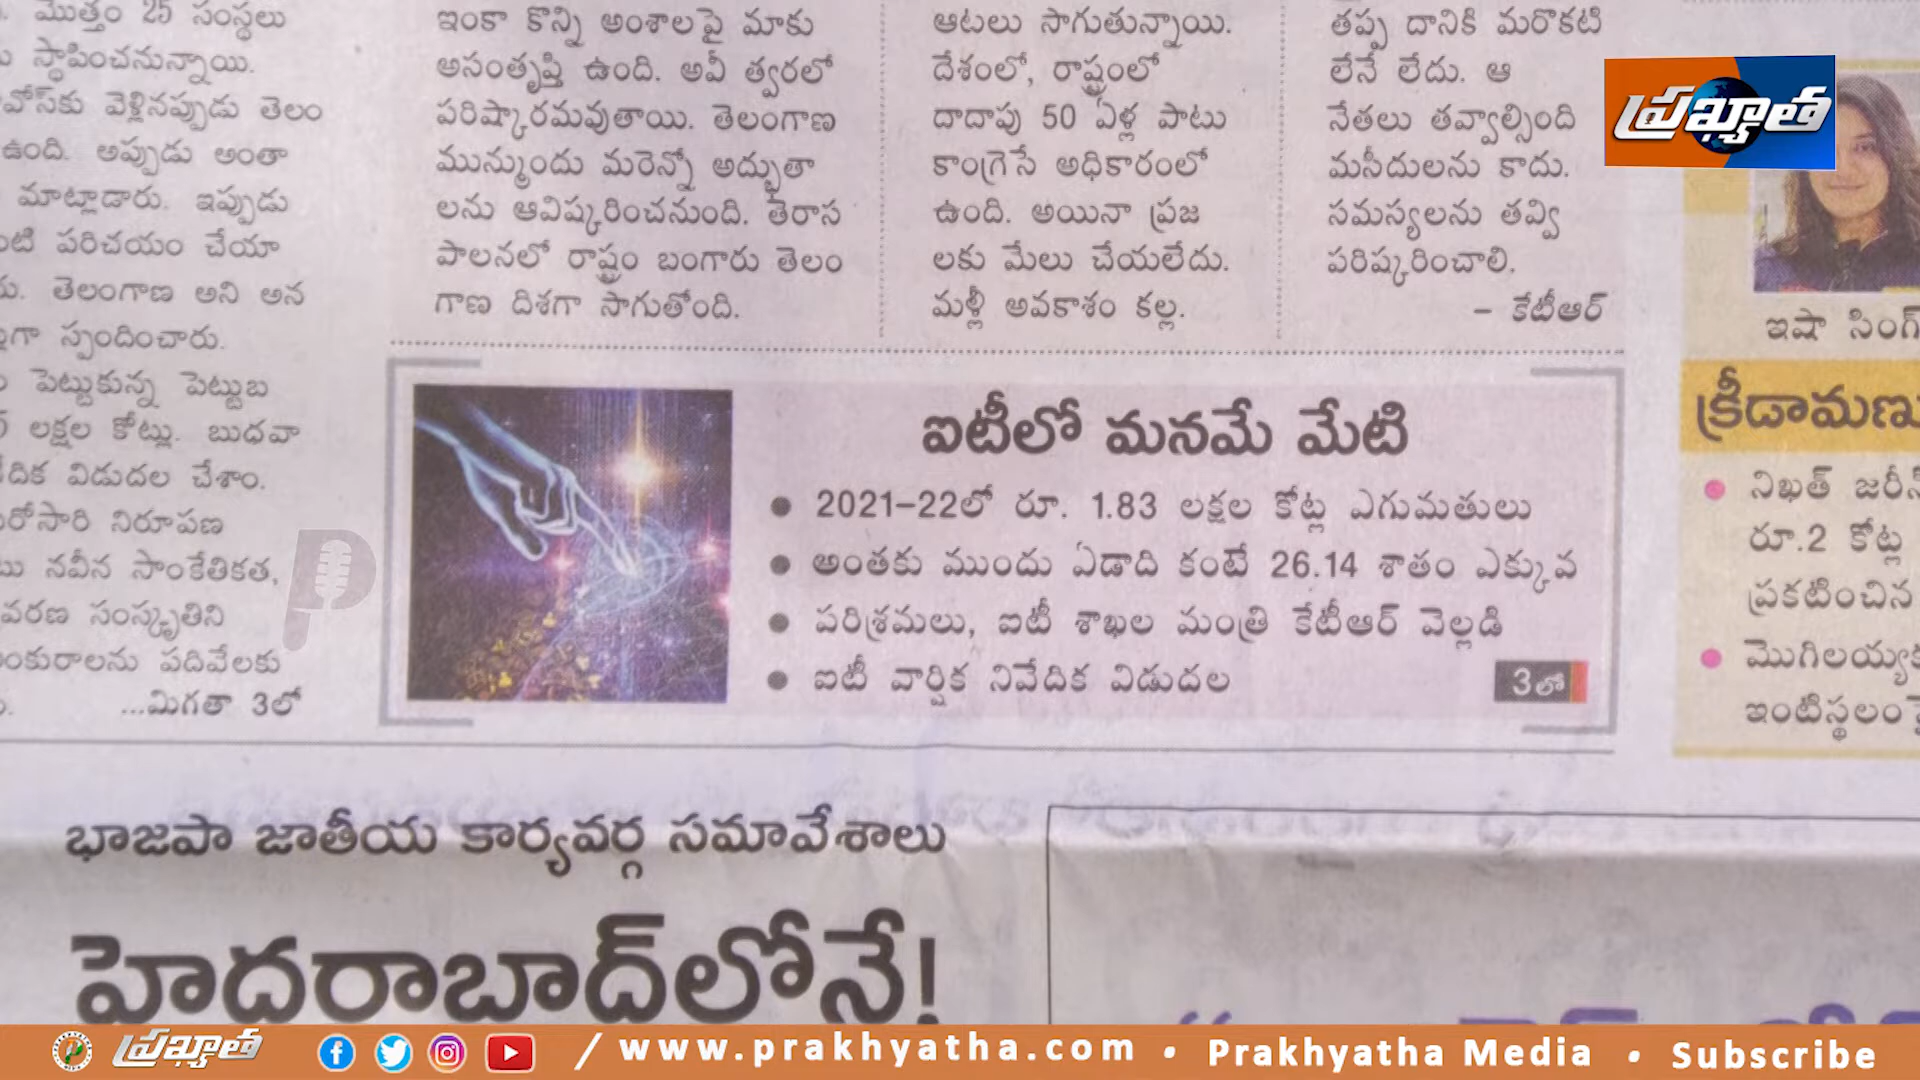 మొత్తం 25 సంస్థలు
స్థాపించనున్నాయి.
వోస్‌కు వెళ్లినప్పుడు తెలం
ఉంది. అప్పుడు అంతా
మాట్లాడారు. ఇప్పుడు
పరిచయం చేయా
తెలంగాణ అని అన
స్పందించారు.
పెట్టుకున్న పెట్టుబ
లక్షల కోట్లు. బుధవా
విడుదల చేశాం.
నిరూపణ
నవీన సాంకేతికత,
సంస్కృతిని
పదివేలకు
...మిగతా 3లో
ఇంకా కొన్ని అంశాలపై మాకు
అసంతృప్తి ఉంది. అవీ త్వరలో
పరిష్కారమవుతాయి. తెలంగాణ
మున్ముందు మరెన్నో అద్భుతా
లను ఆవిష్కరించనుంది. తెరాస
పాలనలో రాష్ట్రం బంగారు తెలం
గాణ దిశగా సాగుతోంది.
ఆటలు సాగుతున్నాయి.
దేశంలో, రాష్ట్రంలో
దాదాపు 50 ఏళ్ల పాటు
కాంగ్రెసే అధికారంలో
ఉంది. అయినా ప్రజ
లకు మేలు చేయలేదు.
మళ్లీ అవకాశం కల్ల.
తప్ప దానికి మరొకటి
లేనే లేదు. ఆ
నేతలు తవ్వాల్సింది
మసీదులను కాదు.
సమస్యలను తవ్వి
పరిష్కరించాలి.
- కేటీఆర్
ప్రఖ్యాత
ఇషా సింగ్
ఐటీలో మనమే మేటి
● 2021-22లో రూ. 1.83 లక్షల కోట్ల ఎగుమతులు
● అంతకు ముందు ఏడాది కంటే 26.14 శాతం ఎక్కువ
● పరిశ్రమలు, ఐటీ శాఖల మంత్రి కేటీఆర్ వెల్లడి
● ఐటీ వార్షిక నివేదిక విడుదల
3లో
● నిఖత్ జరీన్
రూ.2 కోట్ల
ప్రకటించిన
భాజపా జాతీయ కార్యవర్గ సమావేశాలు
హైదరాబాద్‌లోనే!
ప్రఖ్యాత / www.prakhyatha.com • Prakhyatha Media • Subscribe